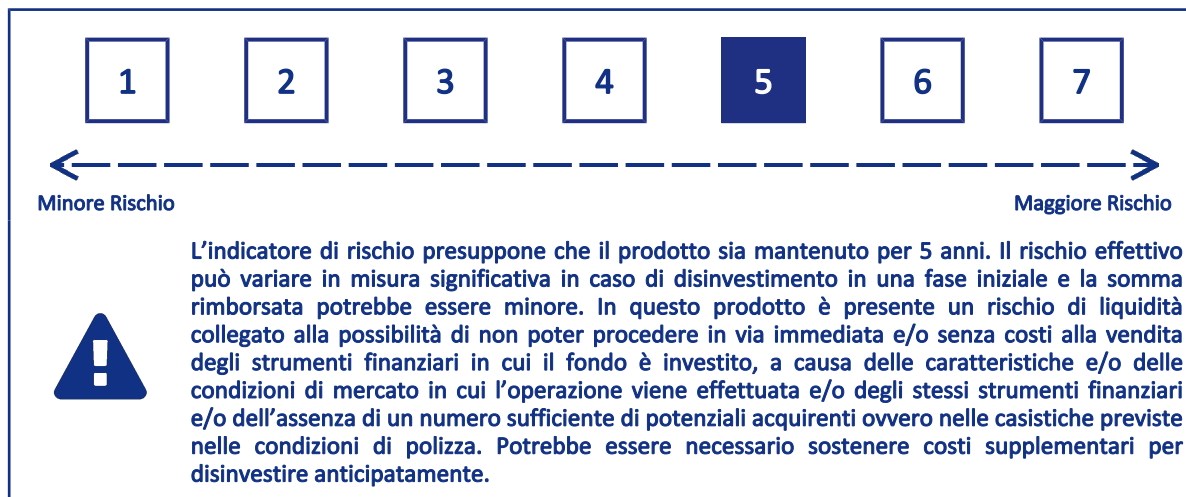 1 2 3 4 5 6 7
Minore Rischio Maggiore Rischio
L'indicatore di rischio presuppone che il prodotto sia mantenuto per 5 anni. Il rischio effettivo
può variare in misura significativa in caso di disinvestimento in una fase iniziale e la somma
rimborsata potrebbe essere minore. In questo prodotto è presente un rischio di liquidità
collegato alla possibilità di non poter procedere in via immediata e/o senza costi alla vendita
degli strumenti finanziari in cui il fondo è investito, a causa delle caratteristiche e/o delle
condizioni di mercato in cui l'operazione viene effettuata e/o degli stessi strumenti finanziari
e/o dell'assenza di un numero sufficiente di potenziali acquirenti ovvero nelle casistiche previste
nelle condizioni di polizza. Potrebbe essere necessario sostenere costi supplementari per
disinvestire anticipatamente.